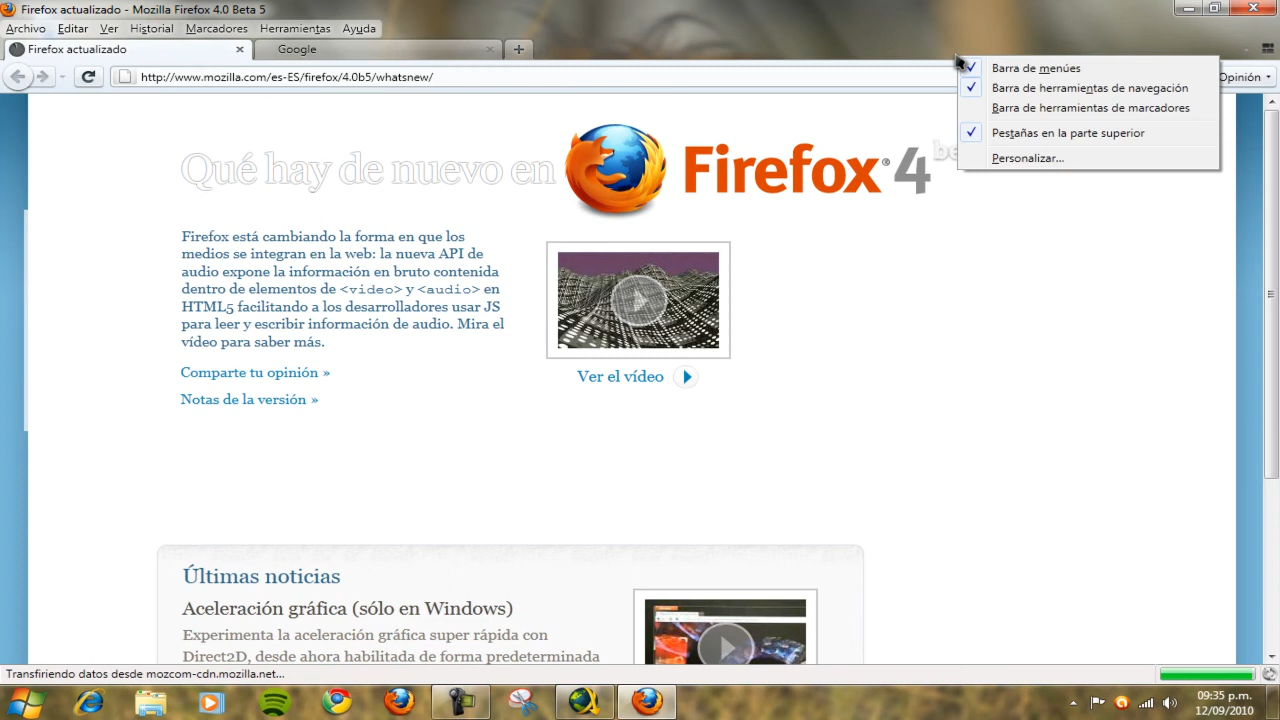 Firefox actualizado - Mozilla Firefox 4.0 Beta 5
Archivo Editar Ver Historial Marcadores Herramientas Ayuda
Firefox actualizado Google
http://www.mozilla.com/es-ES/firefox/4.0b5/whatsnew/
Opinión
Barra de menúes
Barra de herramientas de navegación
Barra de herramientas de marcadores
Pestañas en la parte superior
Personalizar...
Qué hay de nuevo en Firefox® 4 be
Firefox está cambiando la forma en que los
medios se integran en la web: la nueva API de
audio expone la información en bruto contenida
dentro de elementos de <video> y <audio> en
HTML5 facilitando a los desarrolladores usar JS
para leer y escribir información de audio. Mira el
vídeo para saber más.
Comparte tu opinión »
Notas de la versión »
Ver el vídeo
Últimas noticias
Aceleración gráfica (sólo en Windows)
Experimenta la aceleración gráfica super rápida con
Direct2D, desde ahora habilitada de forma predeterminada
Transfiriendo datos desde mozcom-cdn.mozilla.net...
09:35 p.m.
12/09/2010